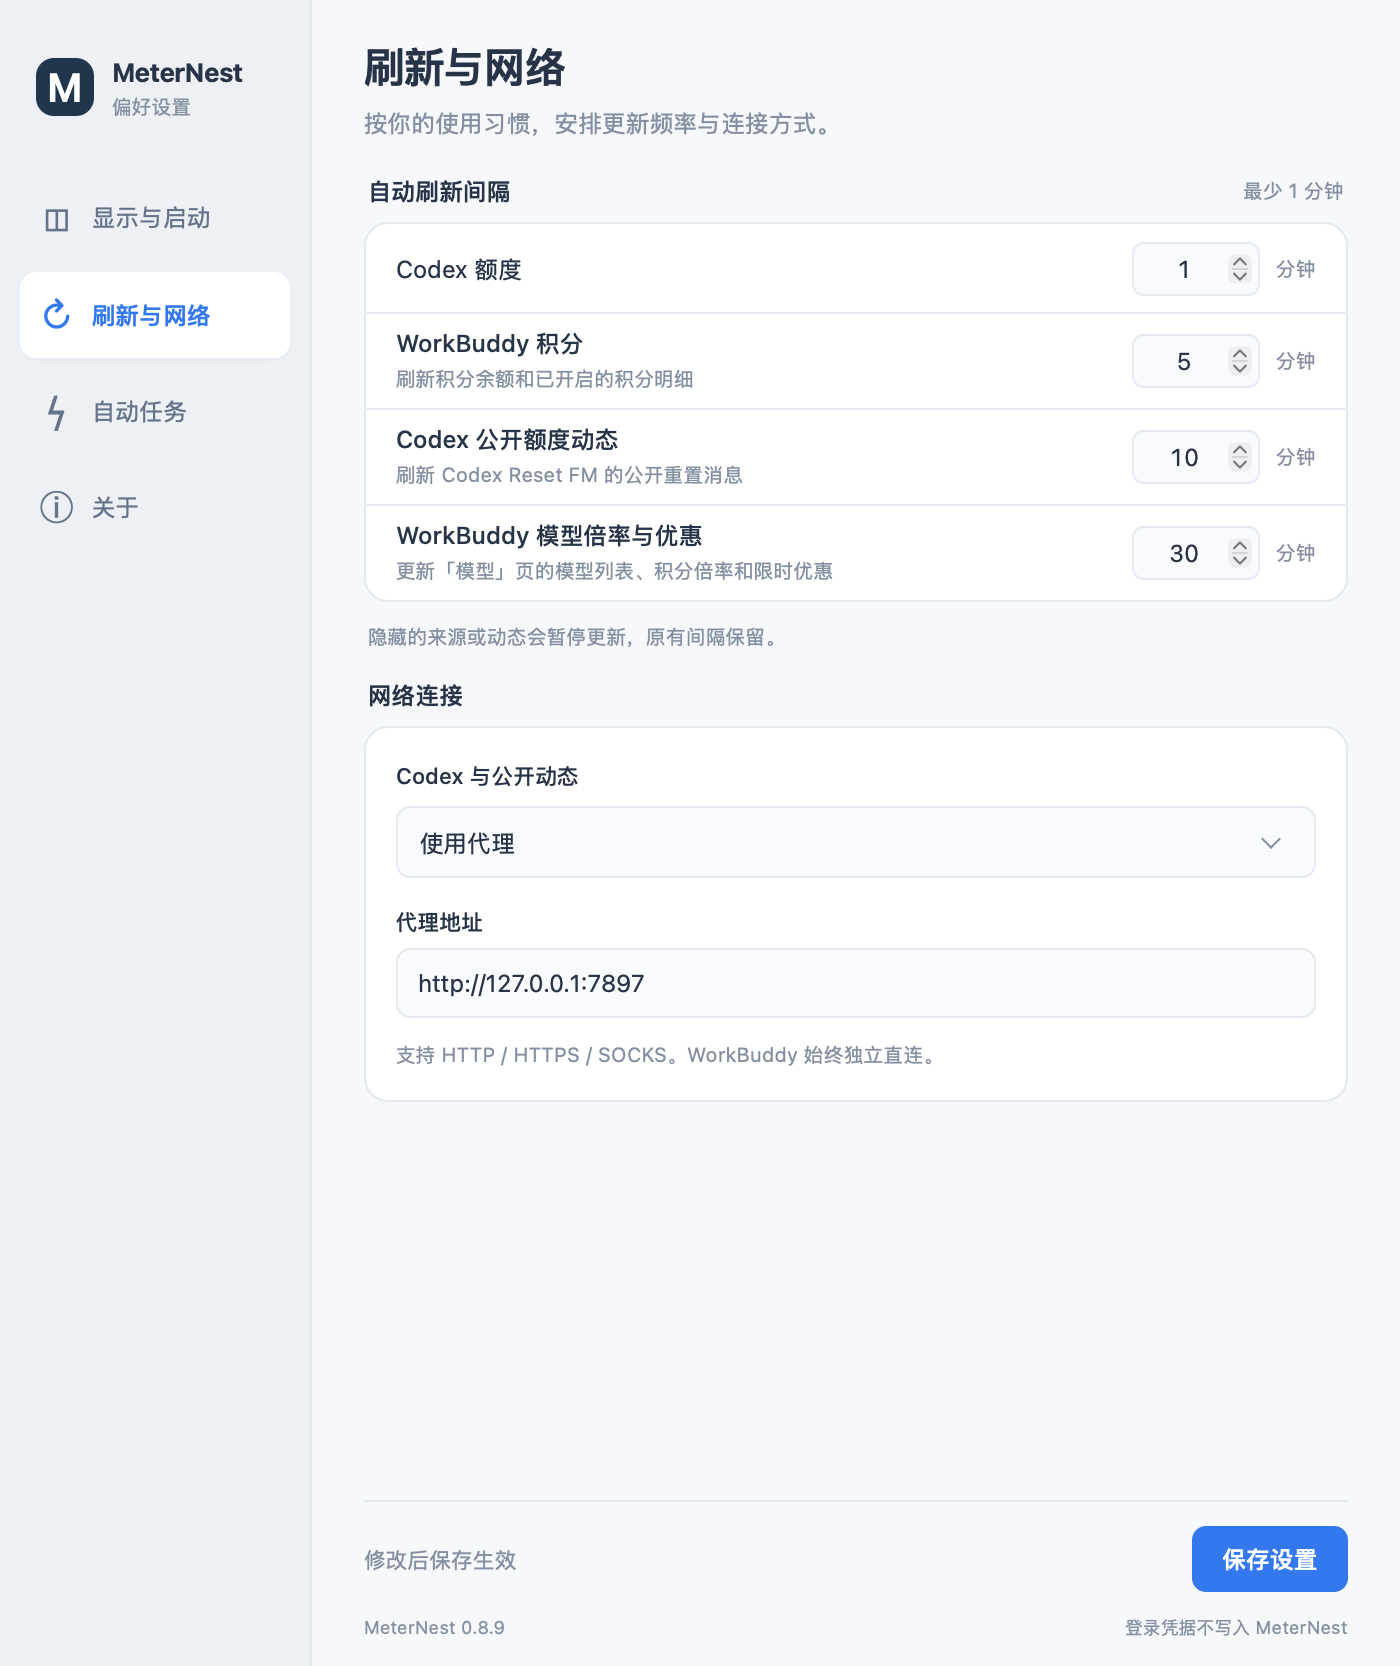 M
MeterNest
偏好设置
显示与启动
刷新与网络
自动任务
关于
刷新与网络
按你的使用习惯，安排更新频率与连接方式。
自动刷新间隔
最少 1 分钟
Codex 额度
1
分钟
WorkBuddy 积分
刷新积分余额和已开启的积分明细
5
分钟
Codex 公开额度动态
刷新 Codex Reset FM 的公开重置消息
10
分钟
WorkBuddy 模型倍率与优惠
更新「模型」页的模型列表、积分倍率和限时优惠
30
分钟
隐藏的来源或动态会暂停更新，原有间隔保留。
网络连接
Codex 与公开动态
使用代理
代理地址
http://127.0.0.1:7897
支持 HTTP / HTTPS / SOCKS。WorkBuddy 始终独立直连。
修改后保存生效
保存设置
MeterNest 0.8.9
登录凭据不写入 MeterNest